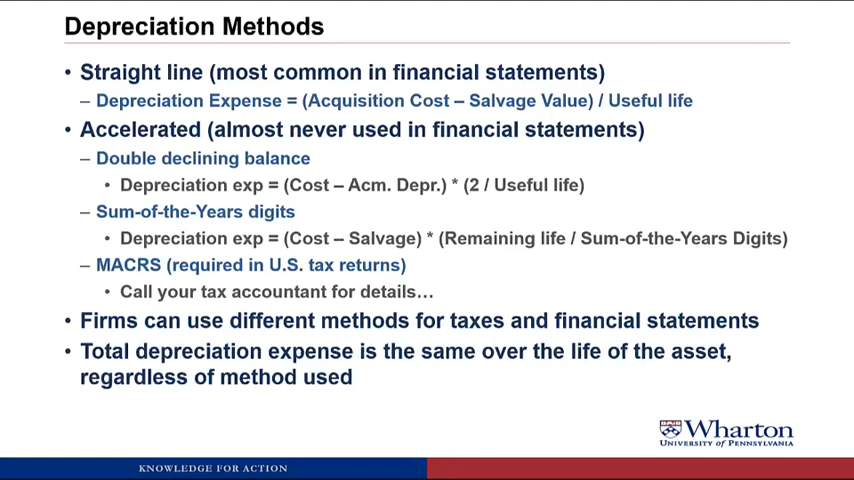 Depreciation Methods
• Straight line (most common in financial statements)
– Depreciation Expense = (Acquisition Cost – Salvage Value) / Useful life
• Accelerated (almost never used in financial statements)
– Double declining balance
• Depreciation exp = (Cost – Acm. Depr.) * (2 / Useful life)
– Sum-of-the-Years digits
• Depreciation exp = (Cost – Salvage) * (Remaining life / Sum-of-the-Years Digits)
– MACRS (required in U.S. tax returns)
• Call your tax accountant for details…
• Firms can use different methods for taxes and financial statements
• Total depreciation expense is the same over the life of the asset,
regardless of method used
Wharton
UNIVERSITY OF PENNSYLVANIA
KNOWLEDGE FOR ACTION